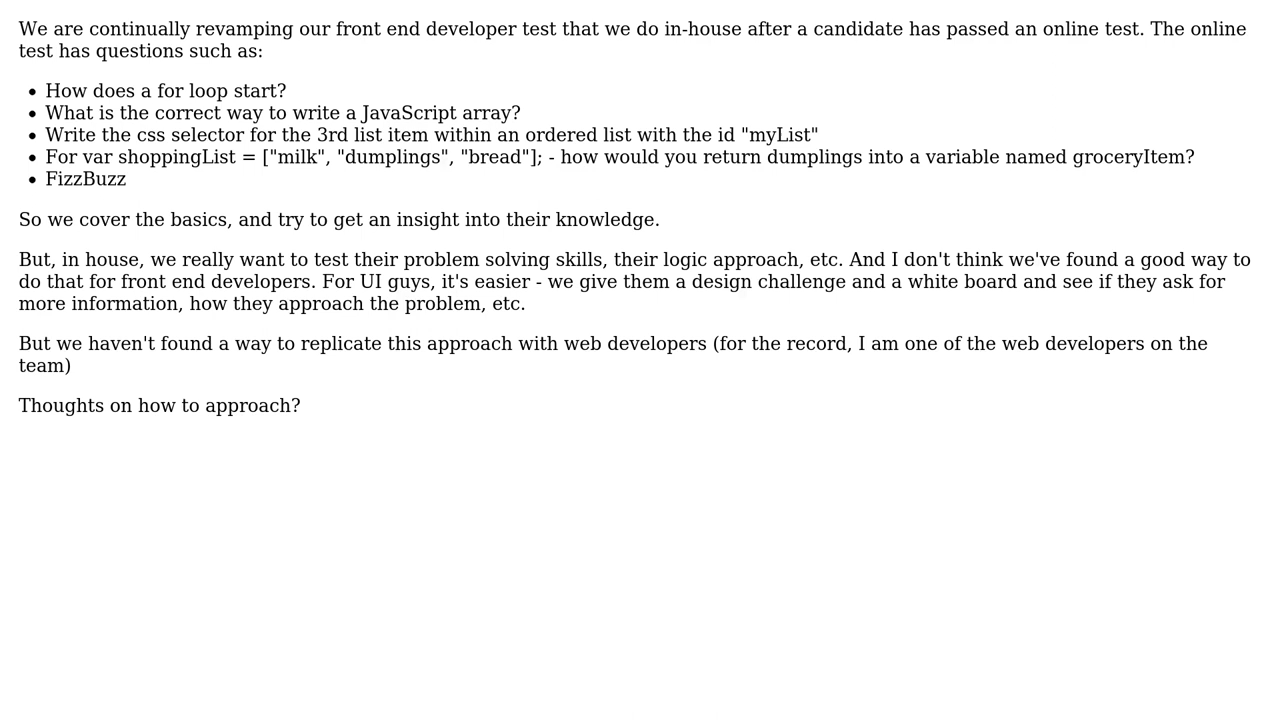 We are continually revamping our front end developer test that we do in-house after a candidate has passed an online test. The online
test has questions such as:
• How does a for loop start?
• What is the correct way to write a JavaScript array?
• Write the css selector for the 3rd list item within an ordered list with the id "myList"
• For var shoppingList = ["milk", "dumplings", "bread"]; - how would you return dumplings into a variable named groceryItem?
• FizzBuzz
So we cover the basics, and try to get an insight into their knowledge.
But, in house, we really want to test their problem solving skills, their logic approach, etc. And I don't think we've found a good way to
do that for front end developers. For UI guys, it's easier - we give them a design challenge and a white board and see if they ask for
more information, how they approach the problem, etc.
But we haven't found a way to replicate this approach with web developers (for the record, I am one of the web developers on the
team)
Thoughts on how to approach?